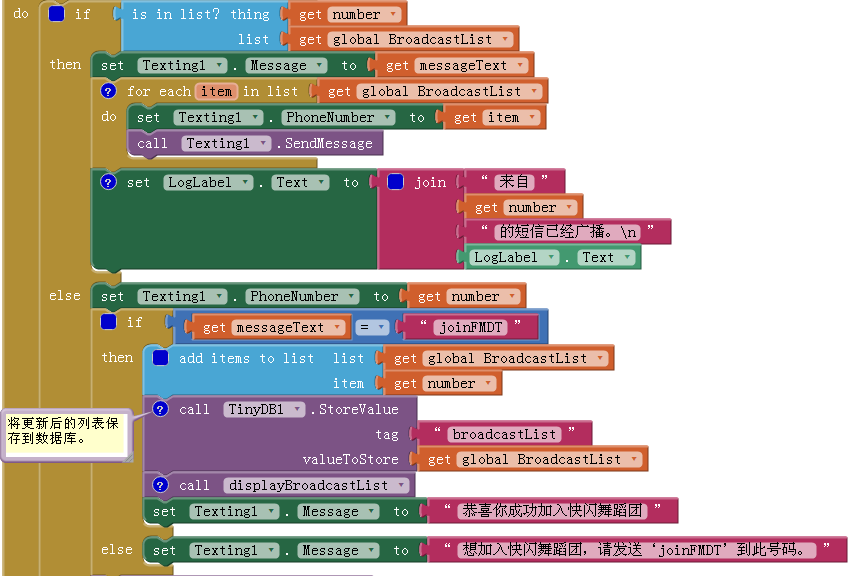 do if is in list? thing get number
list get global BroadcastList
then set Texting1 . Message to get messageText
? for each item in list get global BroadcastList
do set Texting1 . PhoneNumber to get item
call Texting1 .SendMessage
? set LogLabel . Text to join “ 来自 ”
get number
“ 的短信已经广播。\n ”
LogLabel . Text
else set Texting1 . PhoneNumber to get number
if get messageText = “ joinFMDT ”
then add items to list list get global BroadcastList
item get number
? call TinyDB1 .StoreValue
将更新后的列表保
存到数据库。
tag “ broadcastList ”
valueToStore get global BroadcastList
? call displayBroadcastList
set Texting1 . Message to “ 恭喜你成功加入快闪舞蹈团 ”
else set Texting1 . Message to “ 想加入快闪舞蹈团，请发送‘joinFMDT’到此号码。 ”